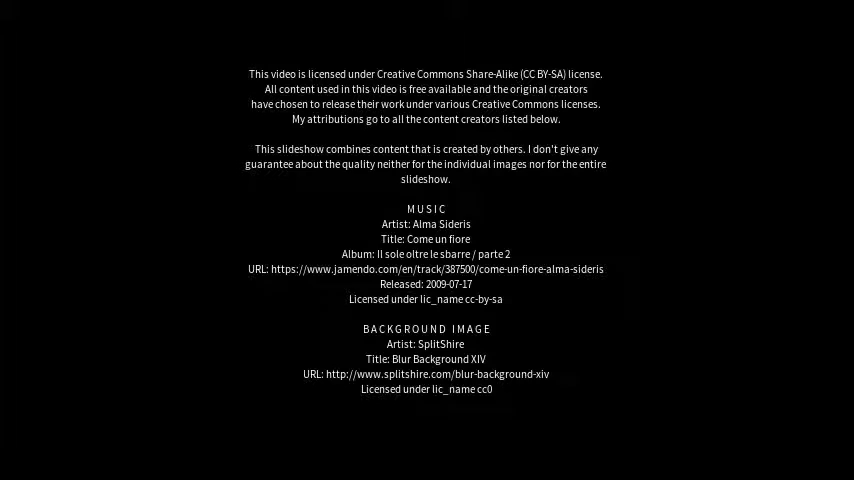 This video is licensed under Creative Commons Share-Alike (CC BY-SA) license.
All content used in this video is free available and the original creators
have chosen to release their work under various Creative Commons licenses.
My attributions go to all the content creators listed below.
This slideshow combines content that is created by others. I don't give any
guarantee about the quality neither for the individual images nor for the entire
slideshow.
MUSIC
Artist: Alma Sideris
Title: Come un fiore
Album: Il sole oltre le sbarre / parte 2
URL: https://www.jamendo.com/en/track/387500/come-un-fiore-alma-sideris
Released: 2009-07-17
Licensed under lic_name cc-by-sa
BACKGROUND IMAGE
Artist: SplitShire
Title: Blur Background XIV
URL: http://www.splitshire.com/blur-background-xiv
Licensed under lic_name cc0